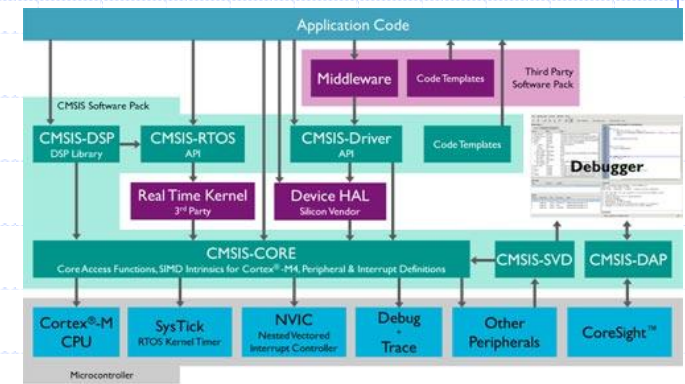 Application Code
Middleware
Code Templates
Third Party
Software Pack
CMSIS Software Pack
CMSIS-DSP
DSP Library
CMSIS-RTOS
API
CMSIS-Driver
API
Code Templates
Debugger
Real Time Kernel
3rd Party
Device HAL
Silicon Vendor
CMSIS-CORE
Core Access Functions, SIMD Intrinsics for Cortex® -M4, Peripheral & Interrupt Definitions
CMSIS-SVD
CMSIS-DAP
Cortex®-M
CPU
SysTick
RTOS Kernel Timer
NVIC
Nested Vectored
Interrupt Controller
Debug
-
Trace
Other
Peripherals
CoreSight™
Microcontroller